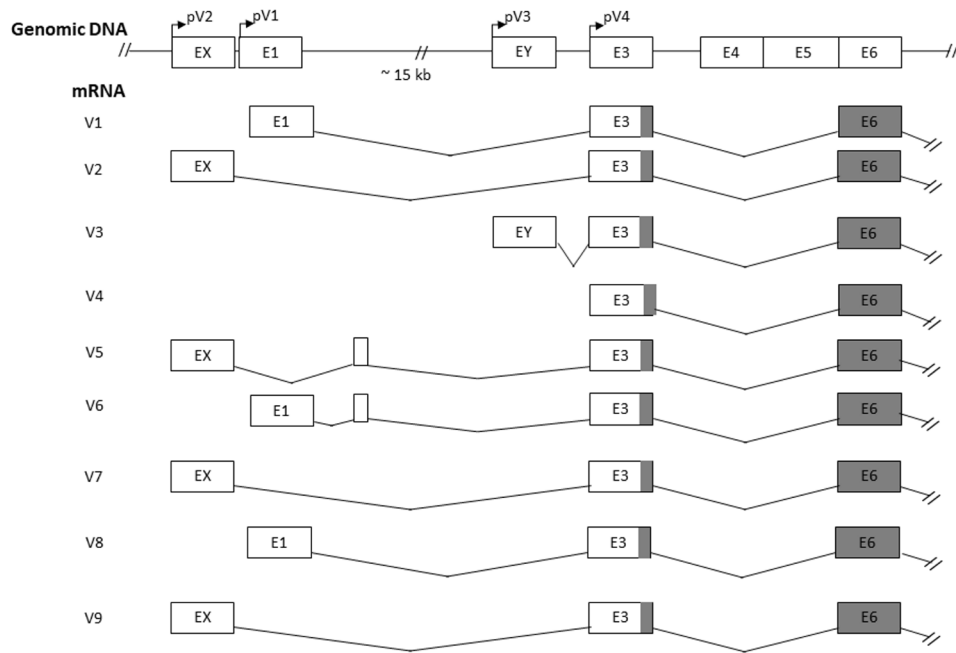 pV2 pV1 pV3 pV4
Genomic DNA // EX E1 // EY E3 E4 E5 E6 //
~ 15 kb
mRNA
V1 E1 E3 E6 //
V2 EX E3 E6 //
V3 EY E3 E6 //
V4 E3 E6 //
V5 EX E3 E6 //
V6 E1 E3 E6 //
V7 EX E3 E6 //
V8 E1 E3 E6 //
V9 EX E3 E6 //